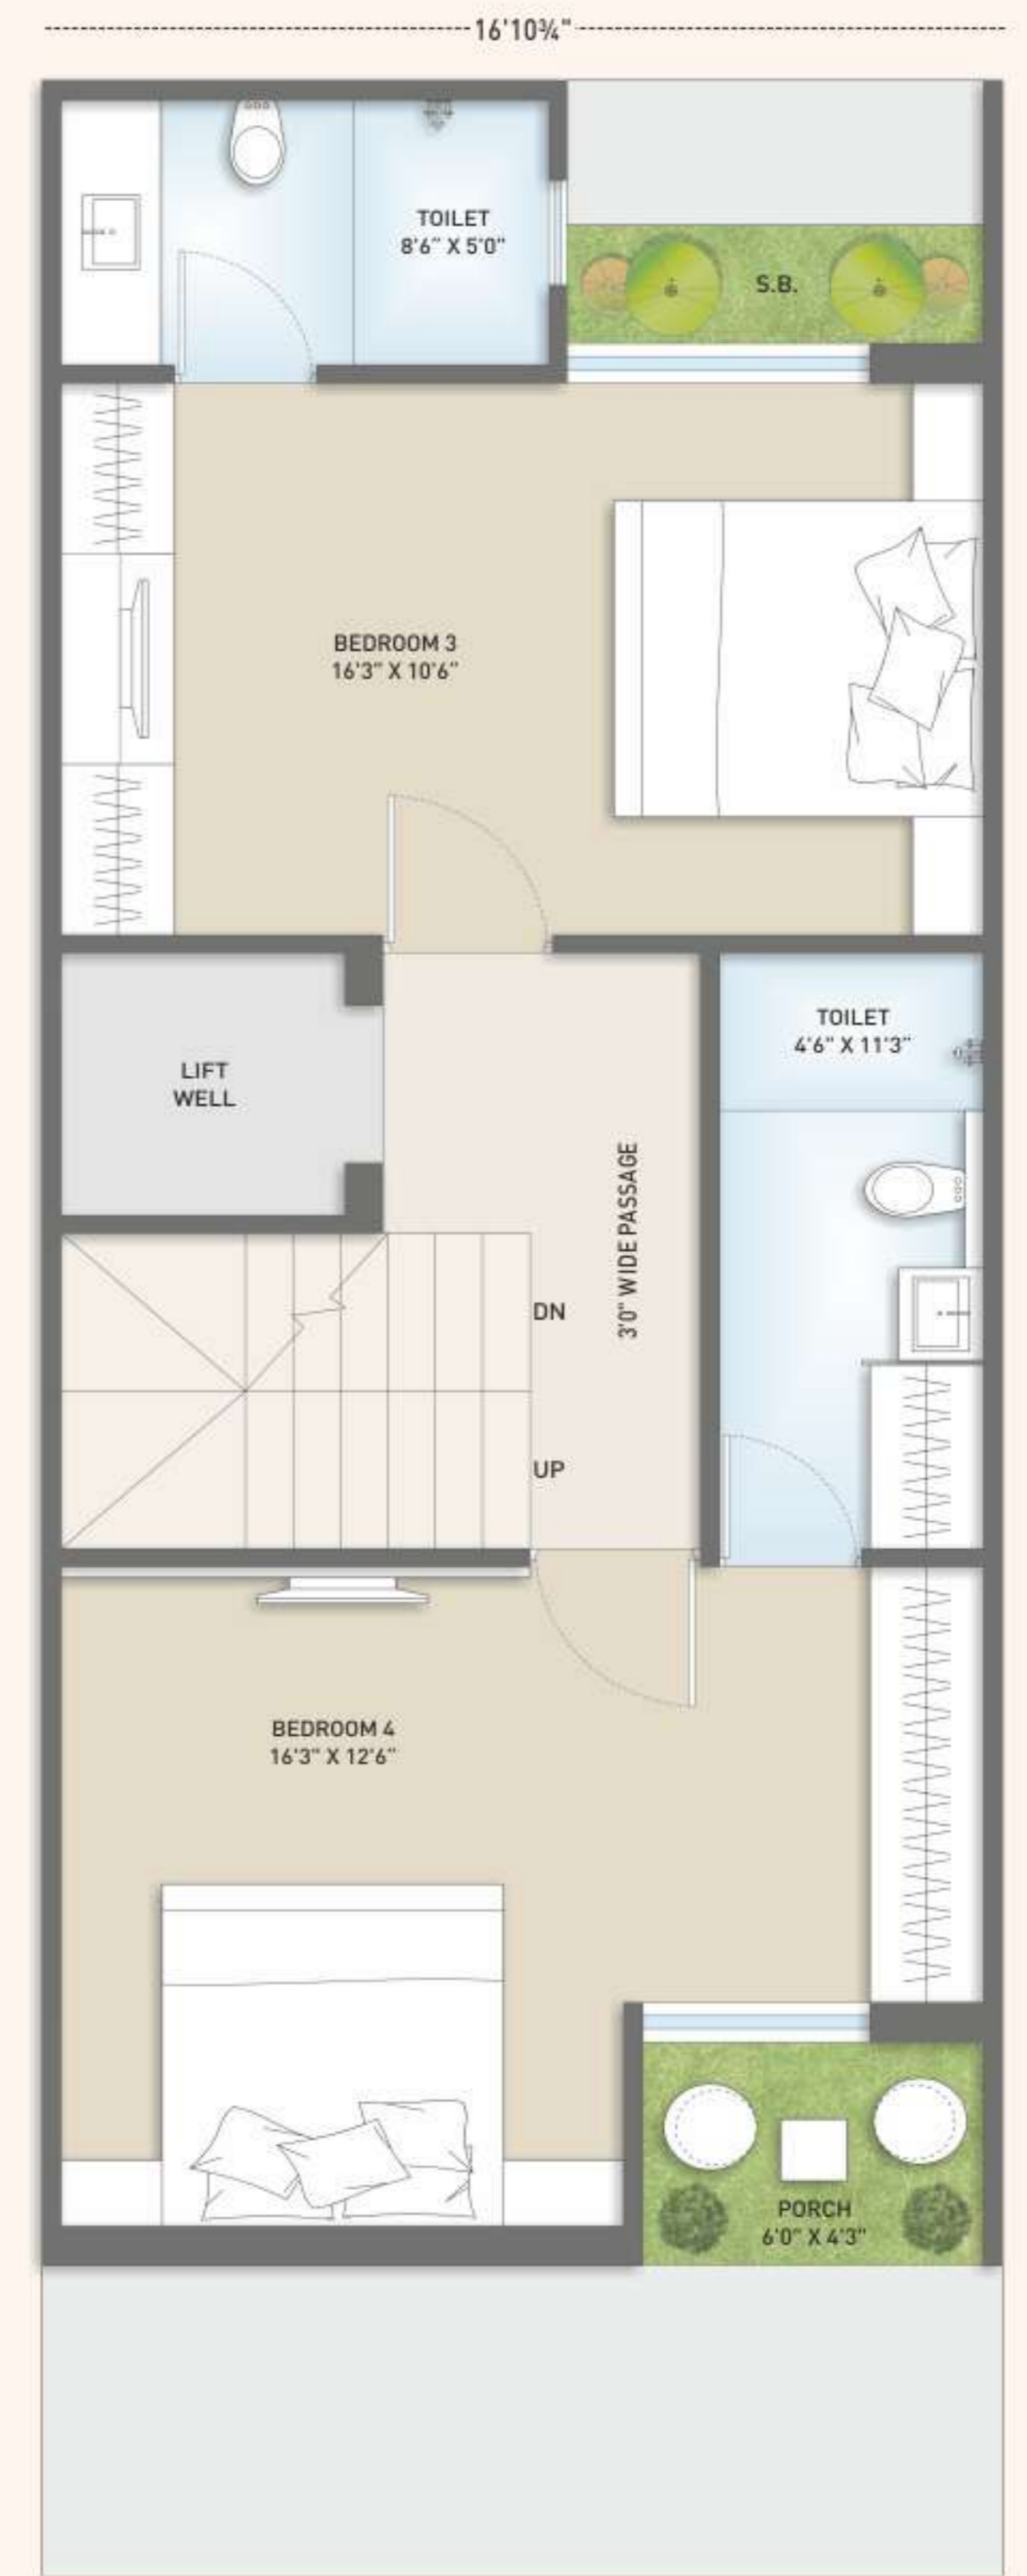 16'10¾"
TOILET
8'6" X 5'0"
S.B.
BEDROOM 3
16'3" X 10'6"
TOILET
4'6" X 11'3"
LIFT
WELL
3'0" WIDE PASSAGE
DN
UP
BEDROOM 4
16'3" X 12'6"
PORCH
6'0" X 4'3"